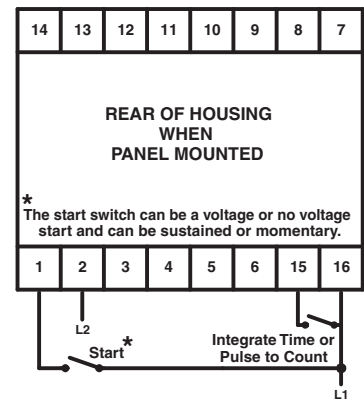 14 13 12 11 10 9 8 7
REAR OF HOUSING
WHEN
PANEL MOUNTED
*
The start switch can be a voltage or no voltage
start and can be sustained or momentary.
1 2 3 4 5 6 15 16
L2
Start*
Integrate Time or
Pulse to Count
L1